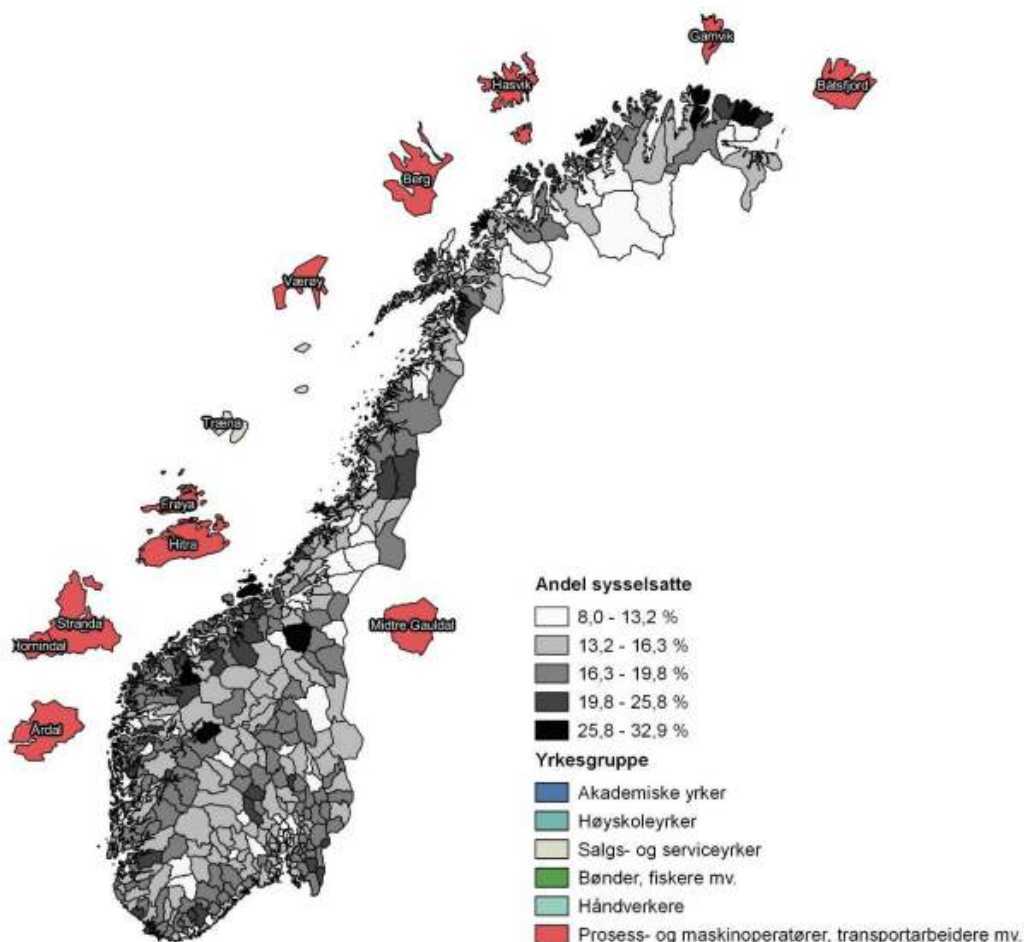 Gamvik
Hasvik
Båtsfjord
Berg
Værøy
Træna
Frøya
Hitra
Stranda
Hornindal
Midtre Gauldal
Årdal
Andel sysselsatte
8,0 - 13,2 %
13,2 - 16,3 %
16,3 - 19,8 %
19,8 - 25,8 %
25,8 - 32,9 %
Yrkesgruppe
Akademiske yrker
Høyskoleyrker
Salgs- og serviceyrker
Bønder, fiskere mv.
Håndverkere
Prosess- og maskinoperatører, transportarbeidere mv.